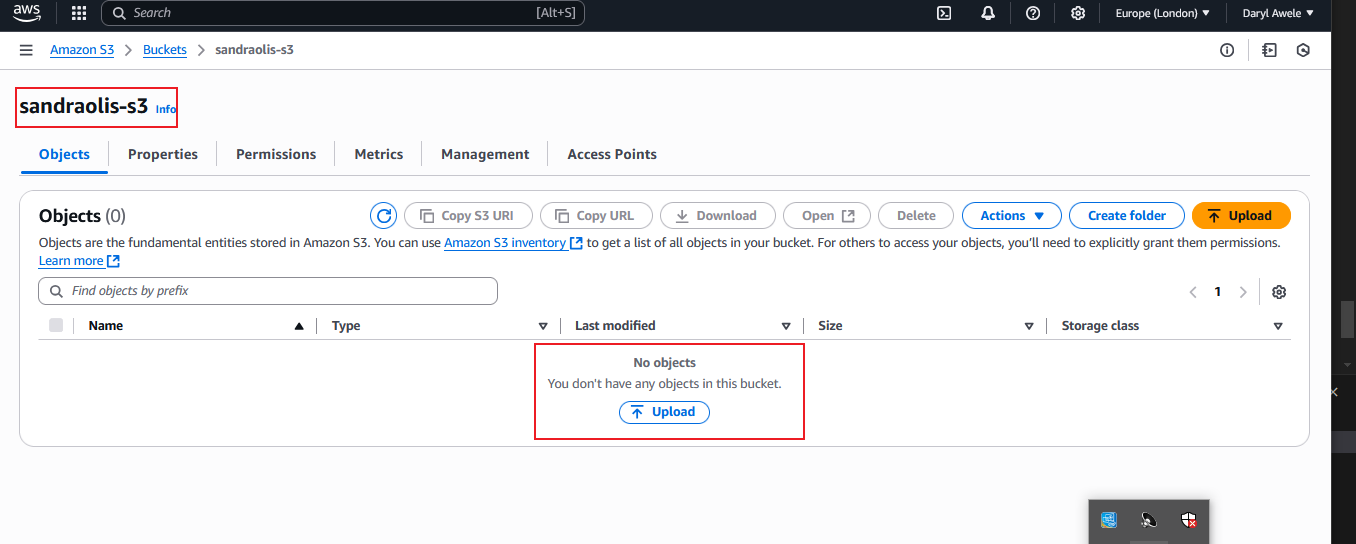 aws
Search [Alt+S] Europe (London) Daryl Awele
Amazon S3 Buckets sandraolis-s3
sandraolis-s3 Info
Objects Properties Permissions Metrics Management Access Points
Objects (0) Copy S3 URI Copy URL Download Open Delete Actions Create folder Upload
Objects are the fundamental entities stored in Amazon S3. You can use Amazon S3 inventory to get a list of all objects in your bucket. For others to access your objects, you'll need to explicitly grant them permissions.
Learn more
Find objects by prefix 1
Name Type Last modified Size Storage class
No objects
You don't have any objects in this bucket.
Upload